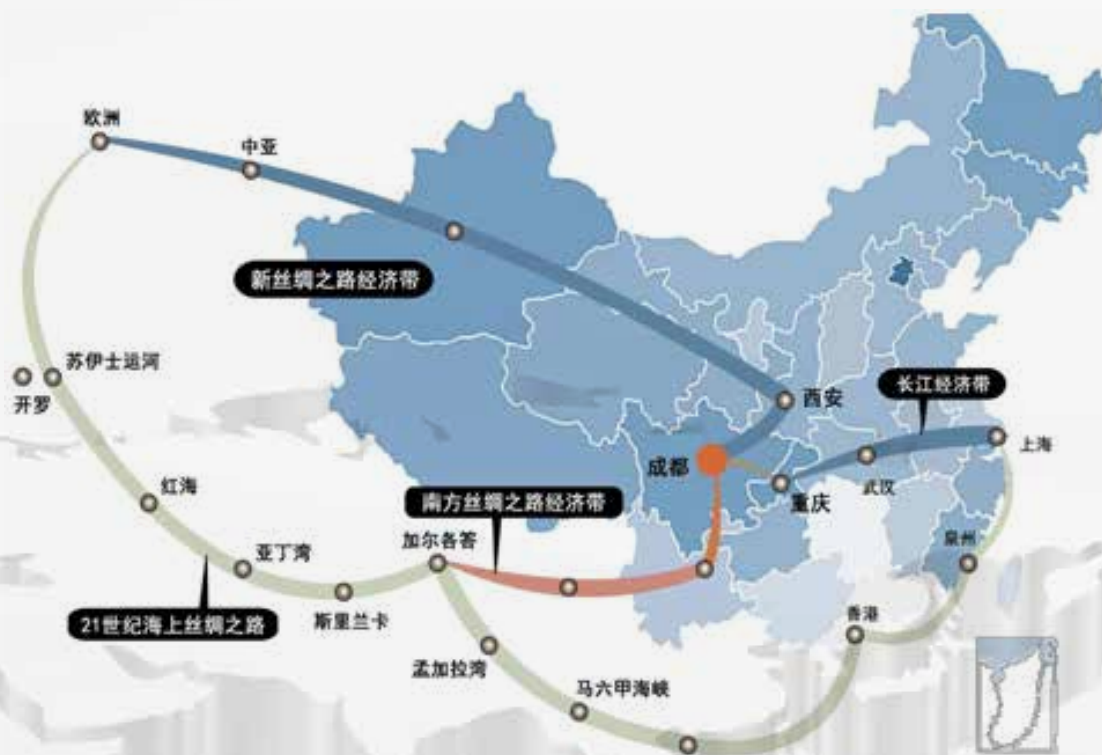 欧洲
中亚
新丝绸之路经济带
苏伊士运河
开罗
西安
长江经济带
上海
成都
武汉
重庆
红海
南方丝绸之路经济带
加尔各答
亚丁湾
泉州
斯里兰卡
21世纪海上丝绸之路
香港
孟加拉湾
马六甲海峡